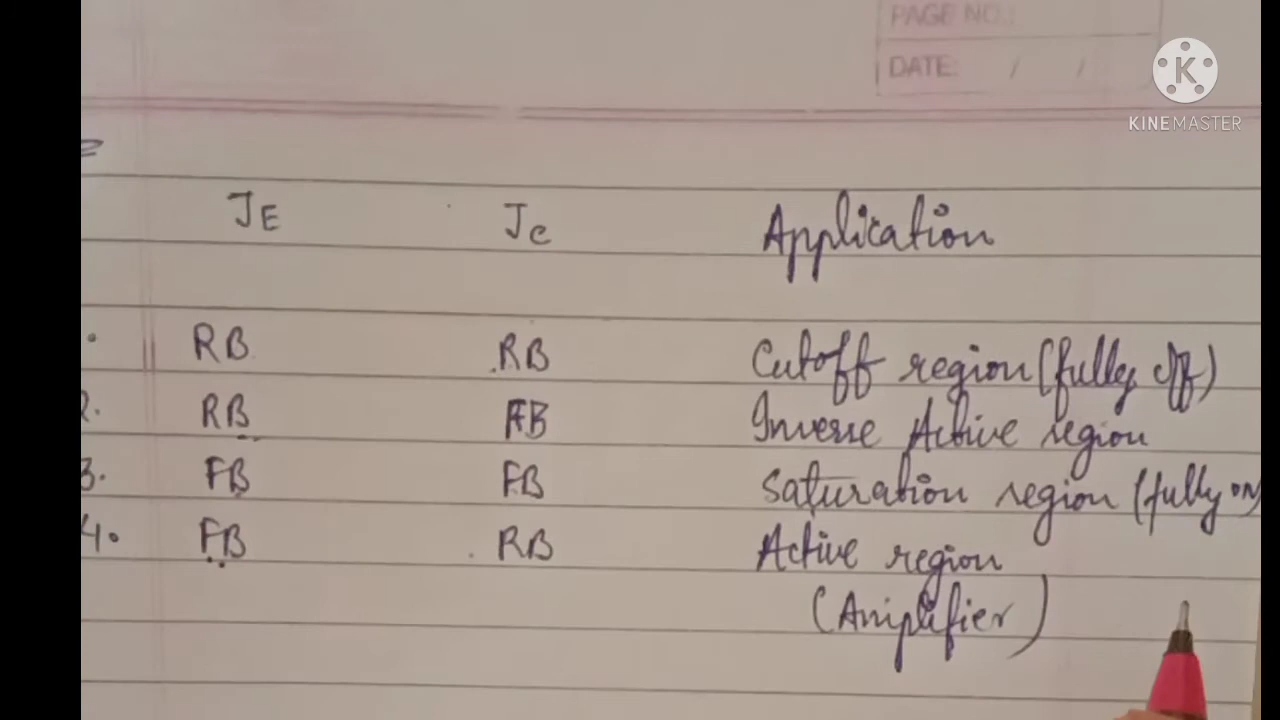 PAGE NO.:
DATE: / /
KINEMASTER
JE JC Application
RB RB Cutoff region (fully off)
2. RB FB Inverse Active region
3. FB FB Saturation region (fully on)
4. FB RB Active region
(Amplifier)